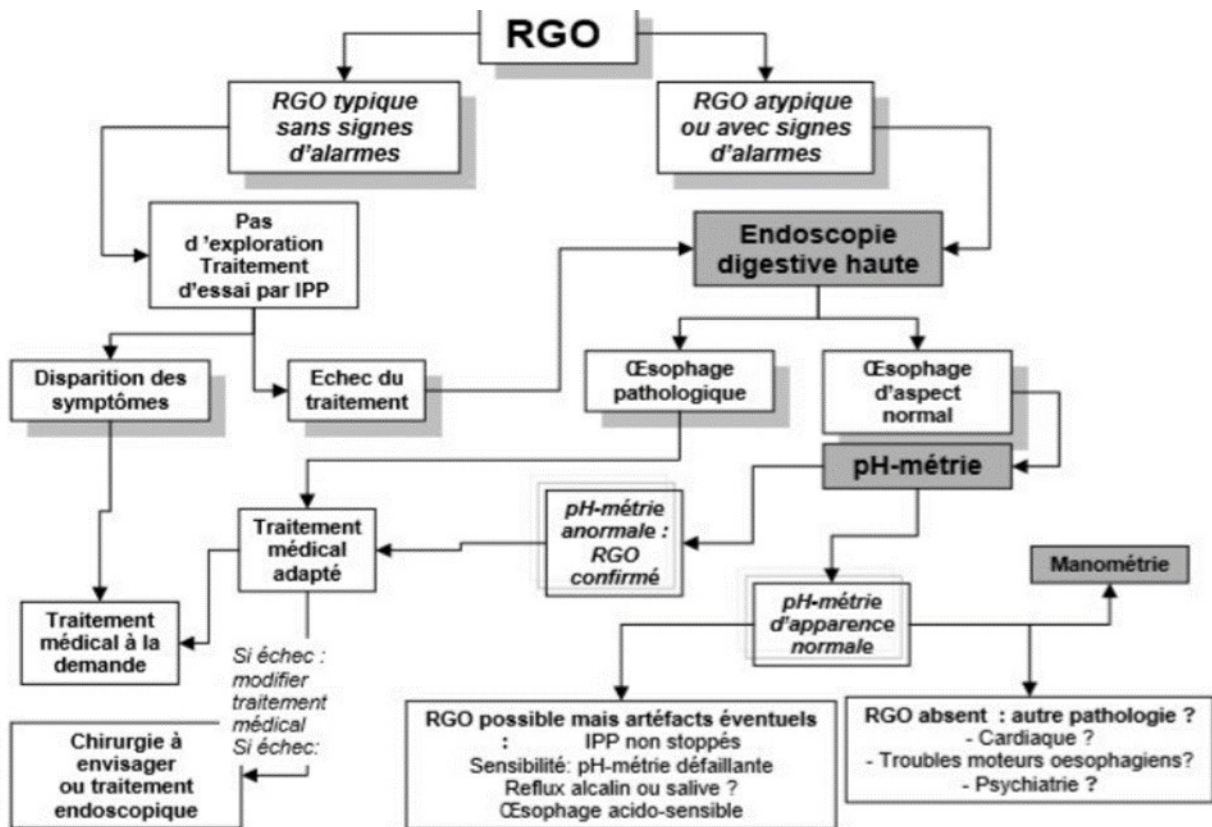 RGO
RGO typique
sans signes
d'alarmes
RGO atypique
ou avec signes
d'alarmes
Pas
d 'exploration
Traitement
d'essai par IPP
Endoscopie
digestive haute
Disparition des
symptômes
Echec du
traitement
Œsophage
pathologique
Œsophage
d'aspect
normal
pH-métrie
Traitement
médical
adapté
pH-métrie
anormale :
RGO
confirmé
Manométrie
pH-métrie
d'apparence
normale
Traitement
médical à la
demande
Si échec :
modifier
traitement
médical
Si échec:
Chirurgie à
envisager
ou traitement
endoscopique
RGO possible mais artéfacts éventuels
: IPP non stoppés
Sensibilité: pH-métrie défaillante
Reflux alcalin ou salive ?
Œsophage acido-sensible
RGO absent : autre pathologie ?
- Cardiaque ?
- Troubles moteurs oesophagiens?
- Psychiatrie ?